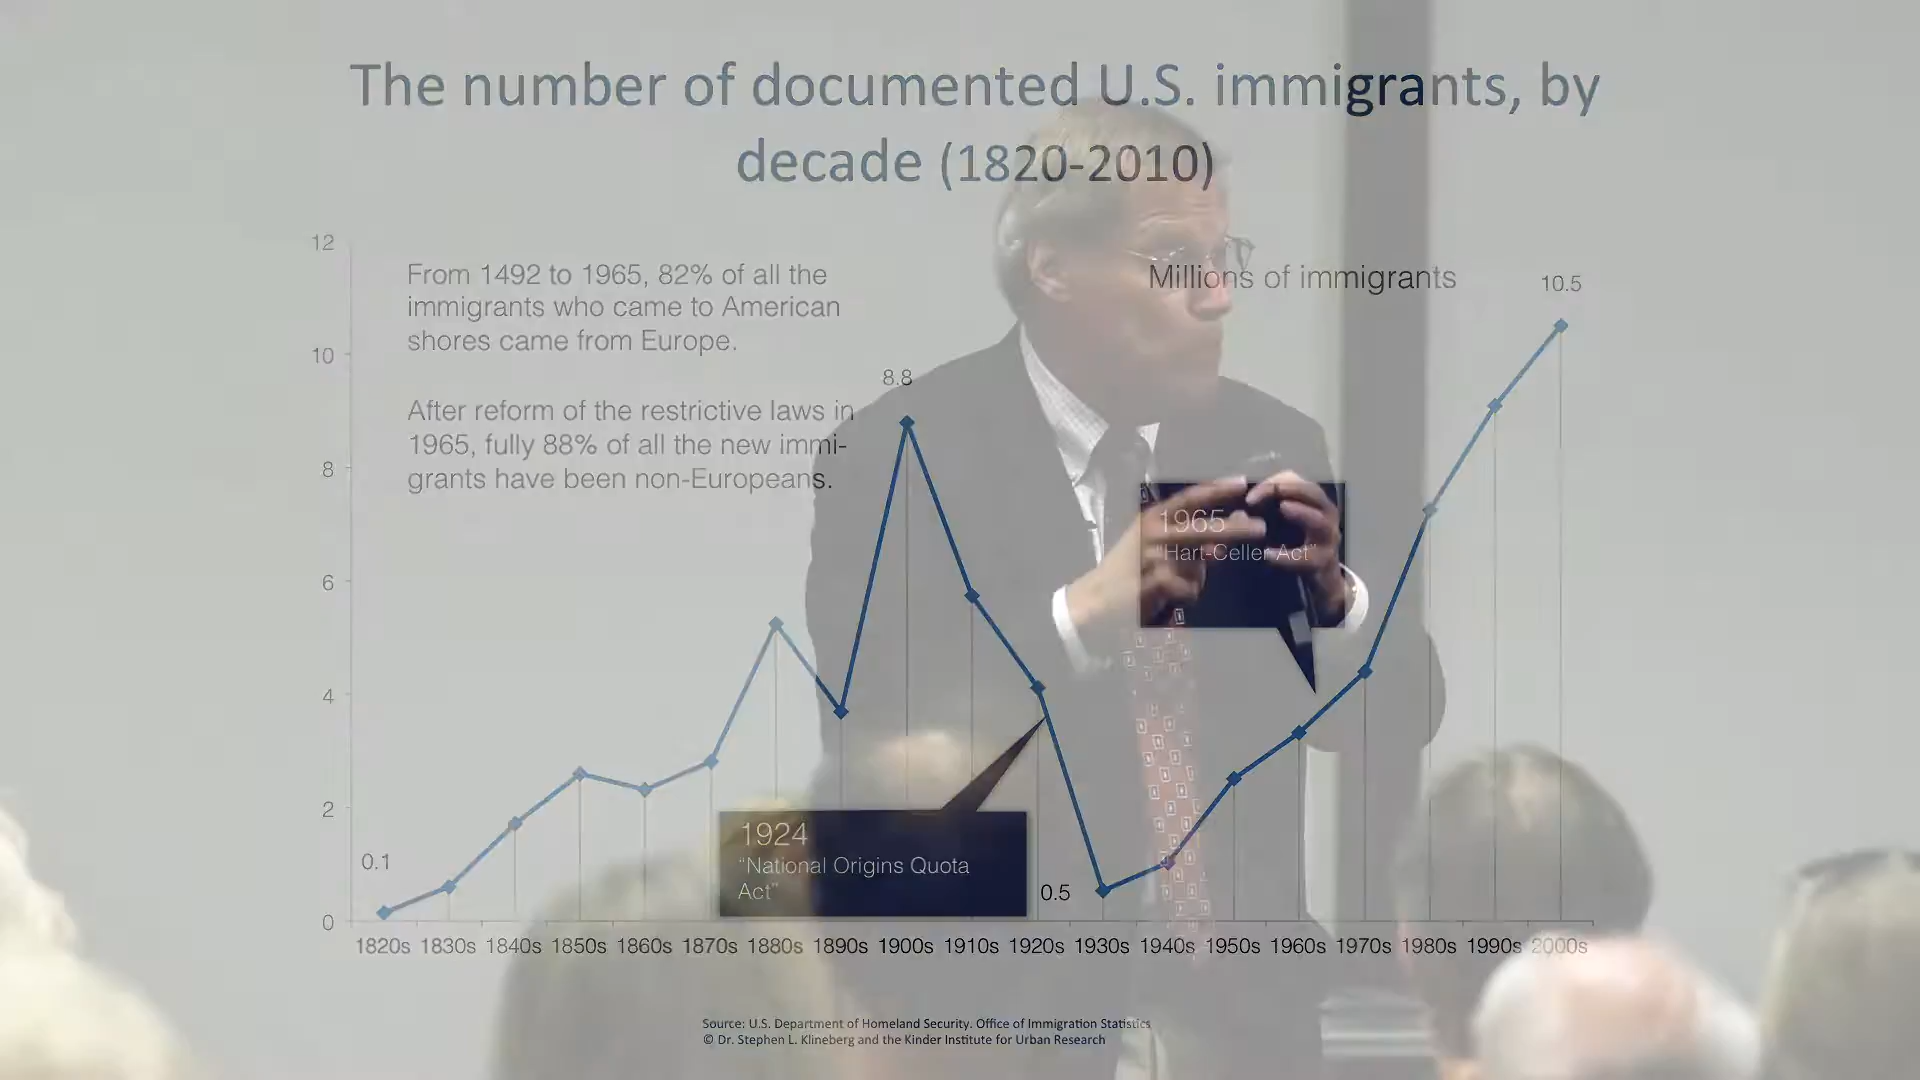 The number of documented U.S. immigrants, by
decade (1820-2010)
12
From 1492 to 1965, 82% of all the
immigrants who came to American
shores came from Europe.
Millions of immigrants
10.5
10
8.8
After reform of the restrictive laws in
1965, fully 88% of all the new immi-
grants have been non-Europeans.
8
1965
"Hart-Celler Act"
6
4
2
1924
"National Origins Quota
Act"
0.1
0.5
0
1820s 1830s 1840s 1850s 1860s 1870s 1880s 1890s 1900s 1910s 1920s 1930s 1940s 1950s 1960s 1970s 1980s 1990s 2000s
Source: U.S. Department of Homeland Security. Office of Immigration Statistics
© Dr. Stephen L. Klineberg and the Kinder Institute for Urban Research